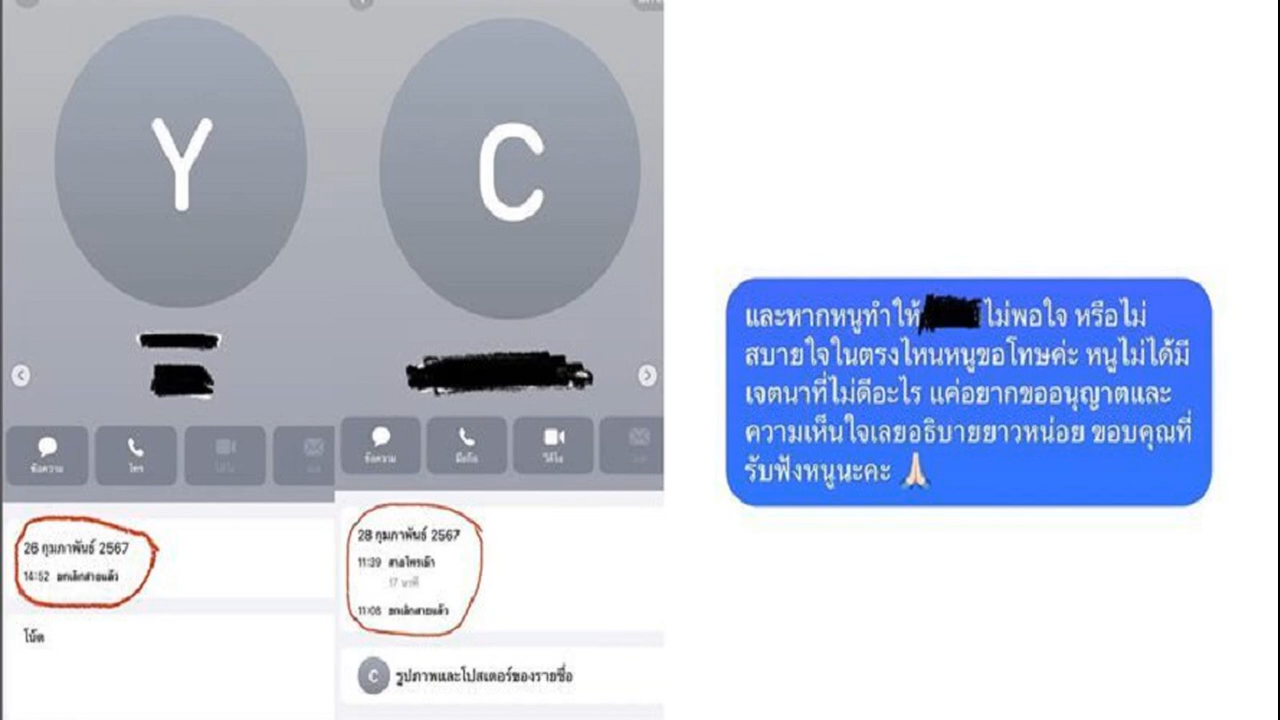 Y
ข้อความ
โทร
26 กุมภาพันธ์ 2567
14:52 ยกเลิกสายแล้ว
โน้ต
C
ข้อความ
มือถือ
วิดีโอ
28 กุมภาพันธ์ 2567
11:39 สายโทรเข้า
17 นาที
11:08 ยกเลิกสายแล้ว
C รูปภาพและโปสเตอร์ของรายชื่อ
และหากหนูทำให้ ไม่พอใจ หรือไม่
สบายใจในตรงไหนหนูขอโทษค่ะ หนูไม่ได้มี
เจตนาที่ไม่ดีอะไร แค่อยากขออนุญาตและ
ความเห็นใจเลยอธิบายยาวหน่อย ขอบคุณที่
รับฟังหนูนะคะ 🙏🏻